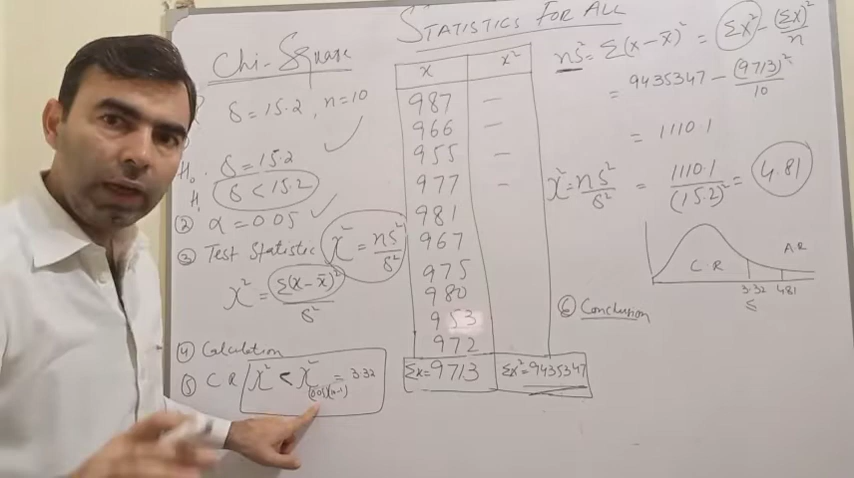 STATISTICS FOR ALL
Chi-Square
δ = 15.2, n = 10
H₀. δ = 15.2
H₁ δ < 15.2
② α = 0.05
③ Test Statistic χ² = ns²/δ²
χ² = Σ(x - x̄)²/δ²
④ Calculation
⑤ C R χ² < χ²(0.05)(n-1) = 3.32
x x²
987 —
966 —
955 —
977 —
981
967
975
980
953
972
Σx = 9713 Σx² = 9435347
ns² = Σ(x - x̄)² = Σx² - (Σx)²/n
= 9435347 - (9713)²/10
= 1110.1
χ² = ns²/δ² = 1110.1/(15.2)² = 4.81
C.R A.R
3.32 4.81
≤
⑥ Conclusion